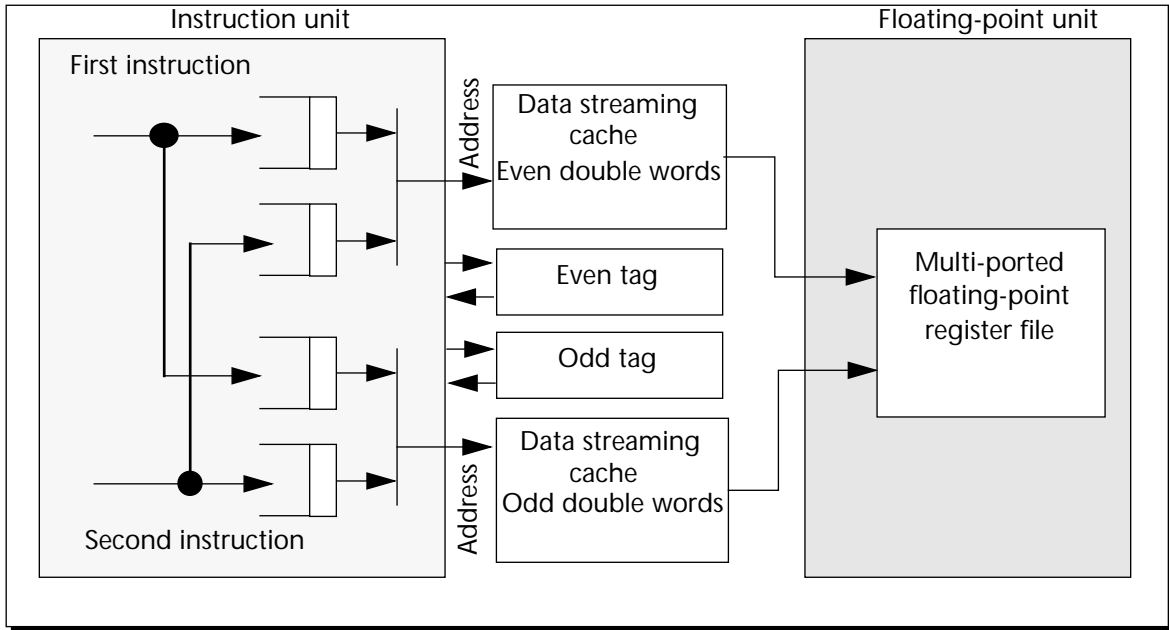 Instruction unit
Floating-point unit
First instruction
Address
Data streaming
cache
Even double words
Even tag
Odd tag
Multi-ported
floating-point
register file
Data streaming
cache
Odd double words
Address
Second instruction